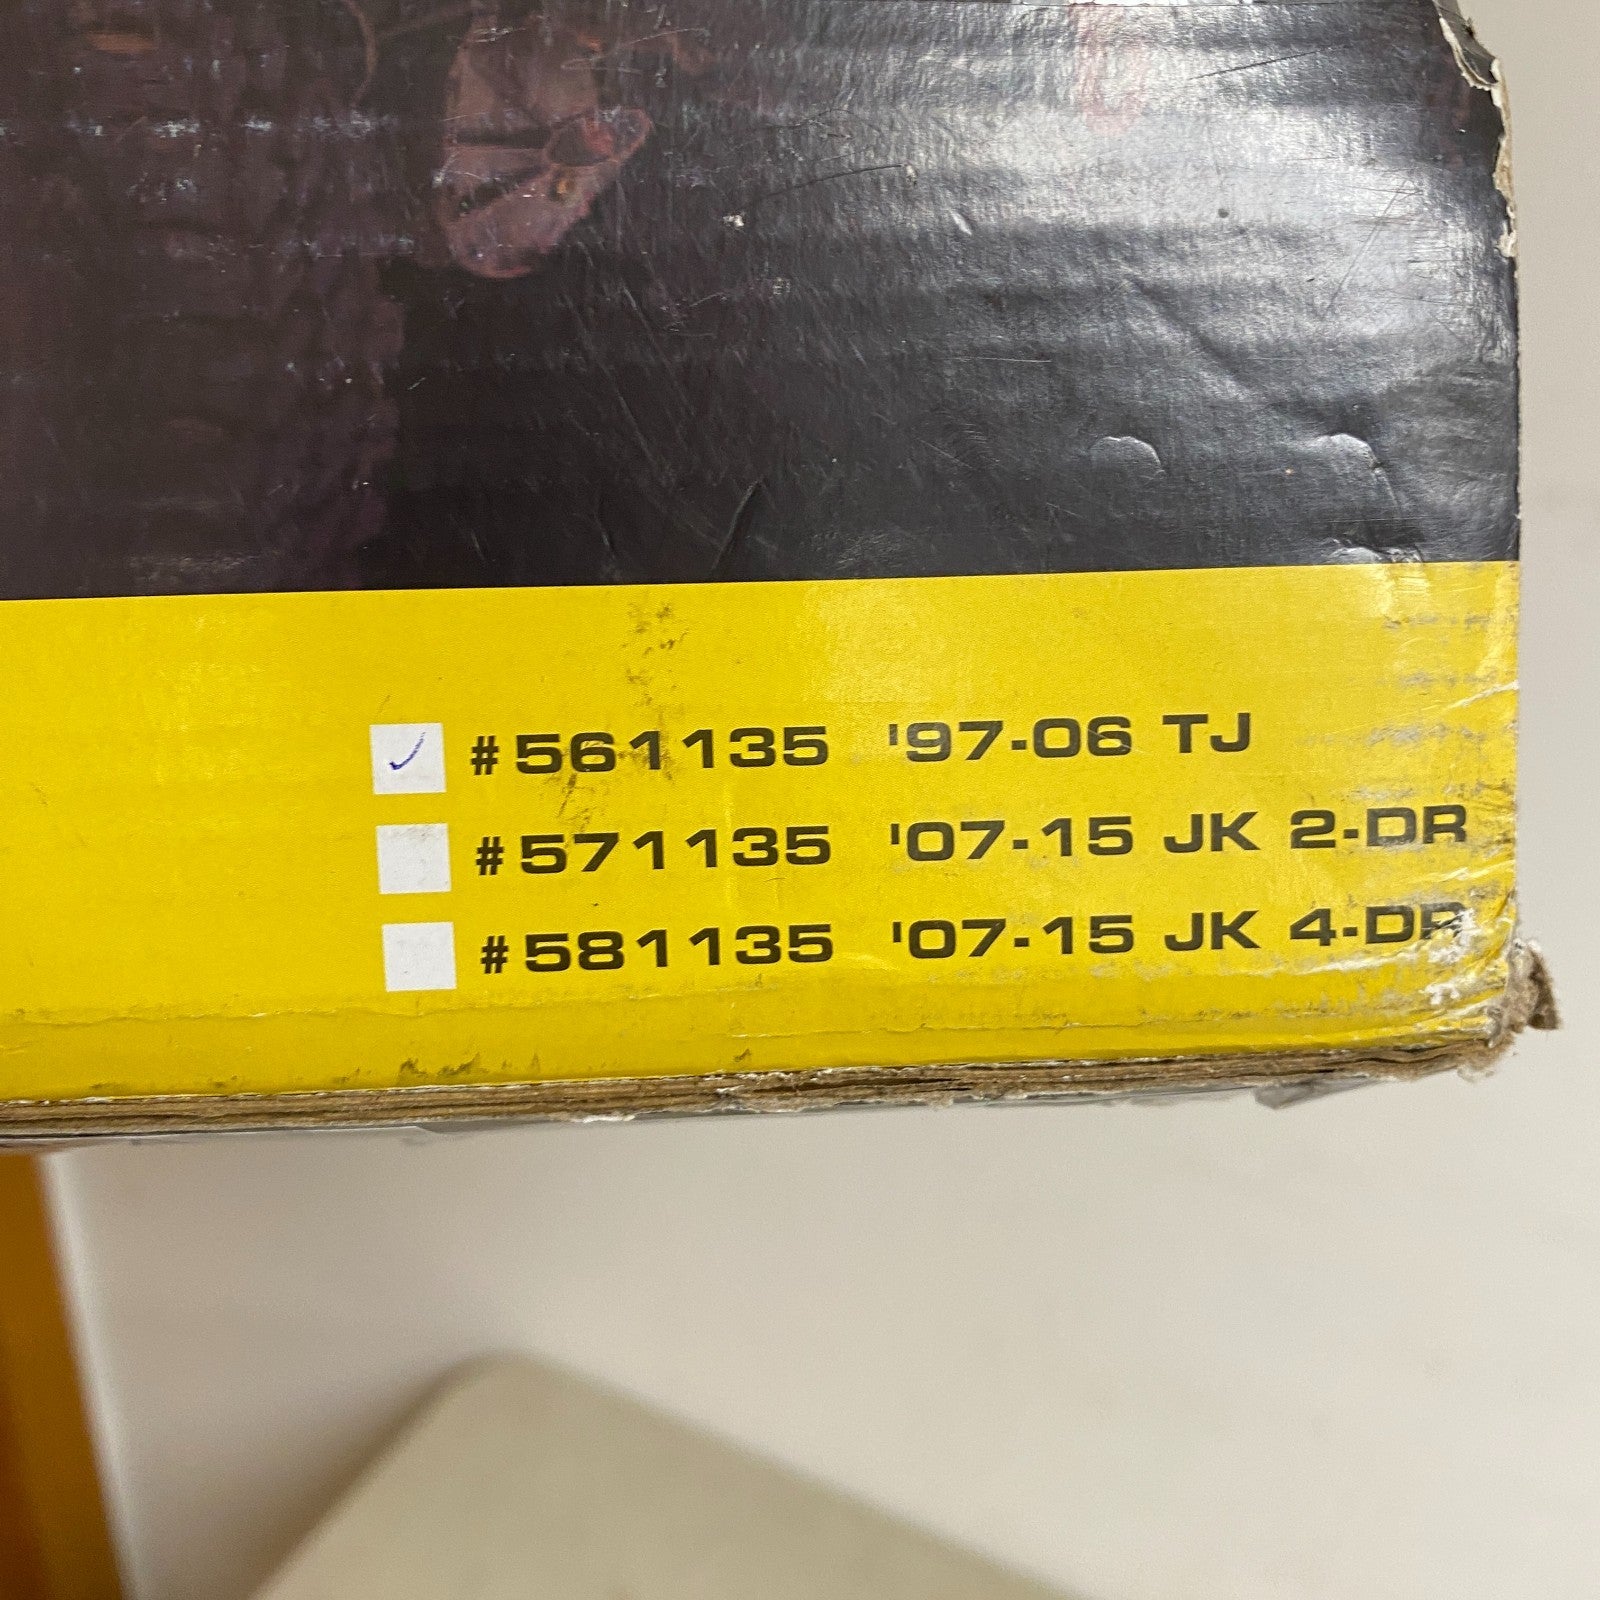 #561135 '97-06 TJ
#571135 '07-15 JK 2-DR
#581135 '07-15 JK 4-DR